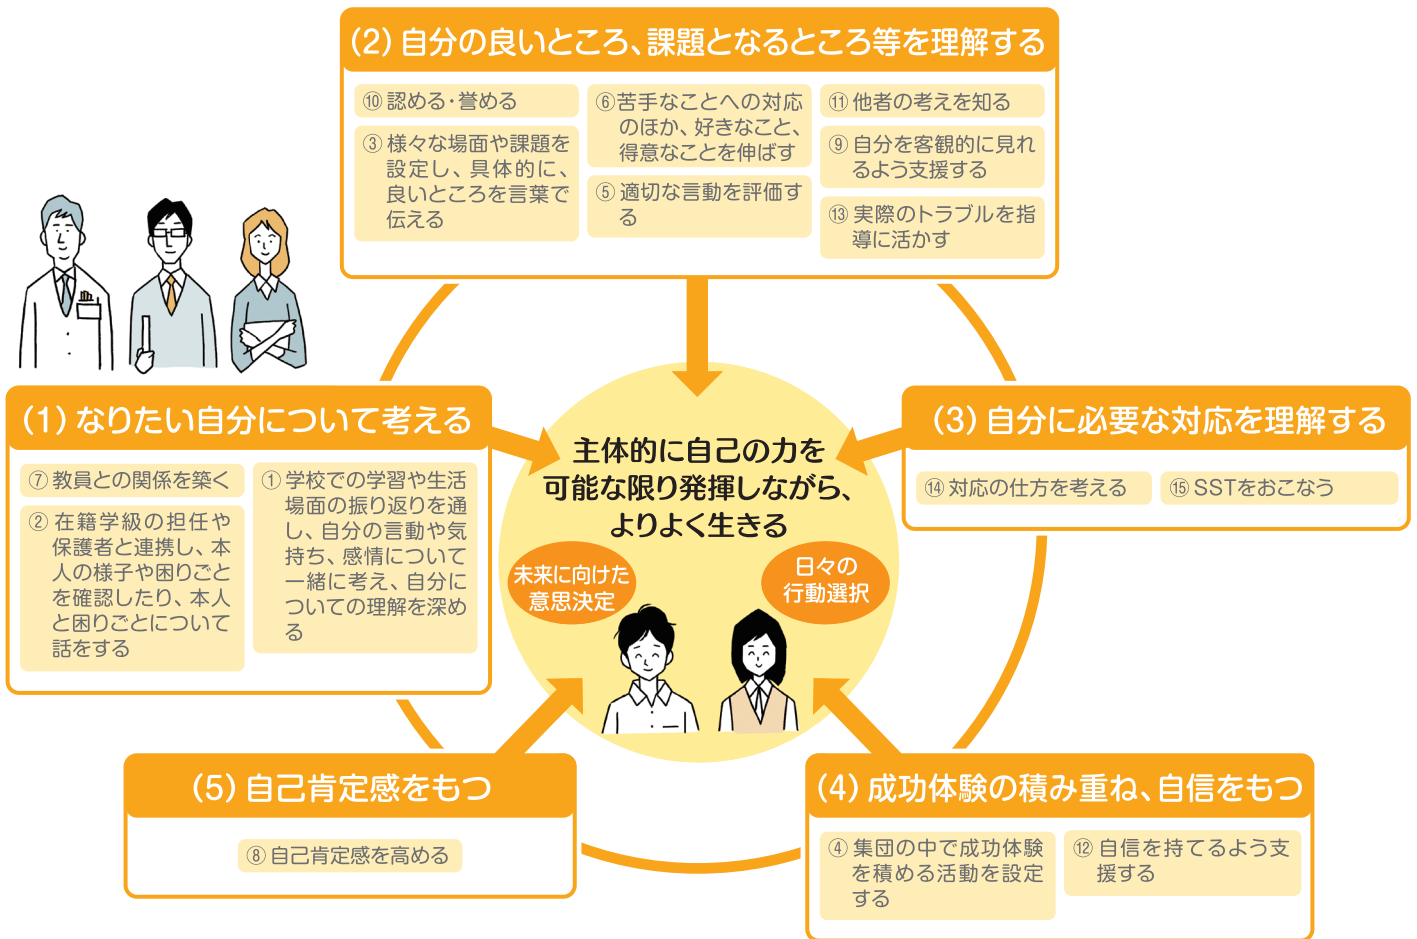 (2) 自分の良いところ、課題となるところ等を理解する
⑩ 認める・誉める
③ 様々な場面や課題を
設定し、具体的に、
良いところを言葉で
伝える
⑥苦手なことへの対応
のほか、好きなこと、
得意なことを伸ばす
⑤ 適切な言動を評価す
る
⑪ 他者の考えを知る
⑨ 自分を客観的に見れ
るよう支援する
⑬ 実際のトラブルを指
導に活かす
(1) なりたい自分について考える
⑦ 教員との関係を築く
② 在籍学級の担任や
保護者と連携し、本
人の様子や困りごと
を確認したり、本人
と困りごとについて
話をする
① 学校での学習や生活
場面の振り返りを通
し、自分の言動や気
持ち、感情について
一緒に考え、自分に
ついての理解を深め
る
主体的に自己の力を
可能な限り発揮しながら、
よりよく生きる
未来に向けた
意思決定
日々の
行動選択
(3) 自分に必要な対応を理解する
⑭ 対応の仕方を考える
⑮ SSTをおこなう
(5) 自己肯定感をもつ
⑧ 自己肯定感を高める
(4) 成功体験の積み重ね、自信をもつ
④ 集団の中で成功体験
を積める活動を設定
する
⑫ 自信を持てるよう支
援する